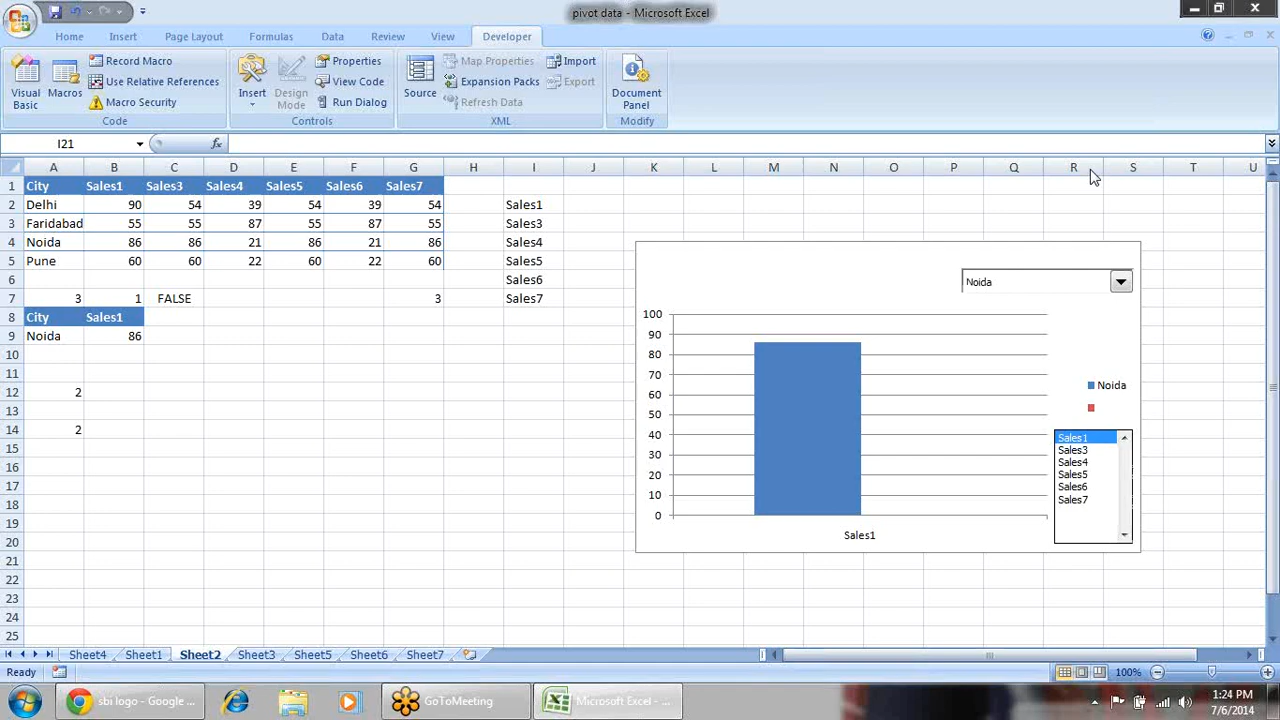 pivot data - Microsoft Excel
Home Insert Page Layout Formulas Data Review View Developer
Visual Basic
Macros
Record Macro
Use Relative References
Macro Security
Code
Insert
Design Mode
Properties
View Code
Run Dialog
Controls
Source
Map Properties
Expansion Packs
Refresh Data
Import
Export
XML
Document Panel
Modify
I21
fx
A B C D E F G H I J K L M N O P Q R S T U
1 City Sales1 Sales3 Sales4 Sales5 Sales6 Sales7
2 Delhi 90 54 39 54 39 54 Sales1
3 Faridabad 55 55 87 55 87 55 Sales3
4 Noida 86 86 21 86 21 86 Sales4
5 Pune 60 60 22 60 22 60 Sales5
6 Sales6
7 3 1 FALSE 3 Sales7
8 City Sales1
9 Noida 86
10
11
12 2
13
14 2
15
16
17
18
19
20
21
22
23
24
25
Noida
100
90
80
70
60
50
40
30
20
10
0
Sales1
Noida
Sales1
Sales3
Sales4
Sales5
Sales6
Sales7
Sheet4 Sheet1 Sheet2 Sheet3 Sheet5 Sheet6 Sheet7
Ready
100%
sbi logo - Google ...
GoToMeeting
Microsoft Excel - ...
1:24 PM
7/6/2014